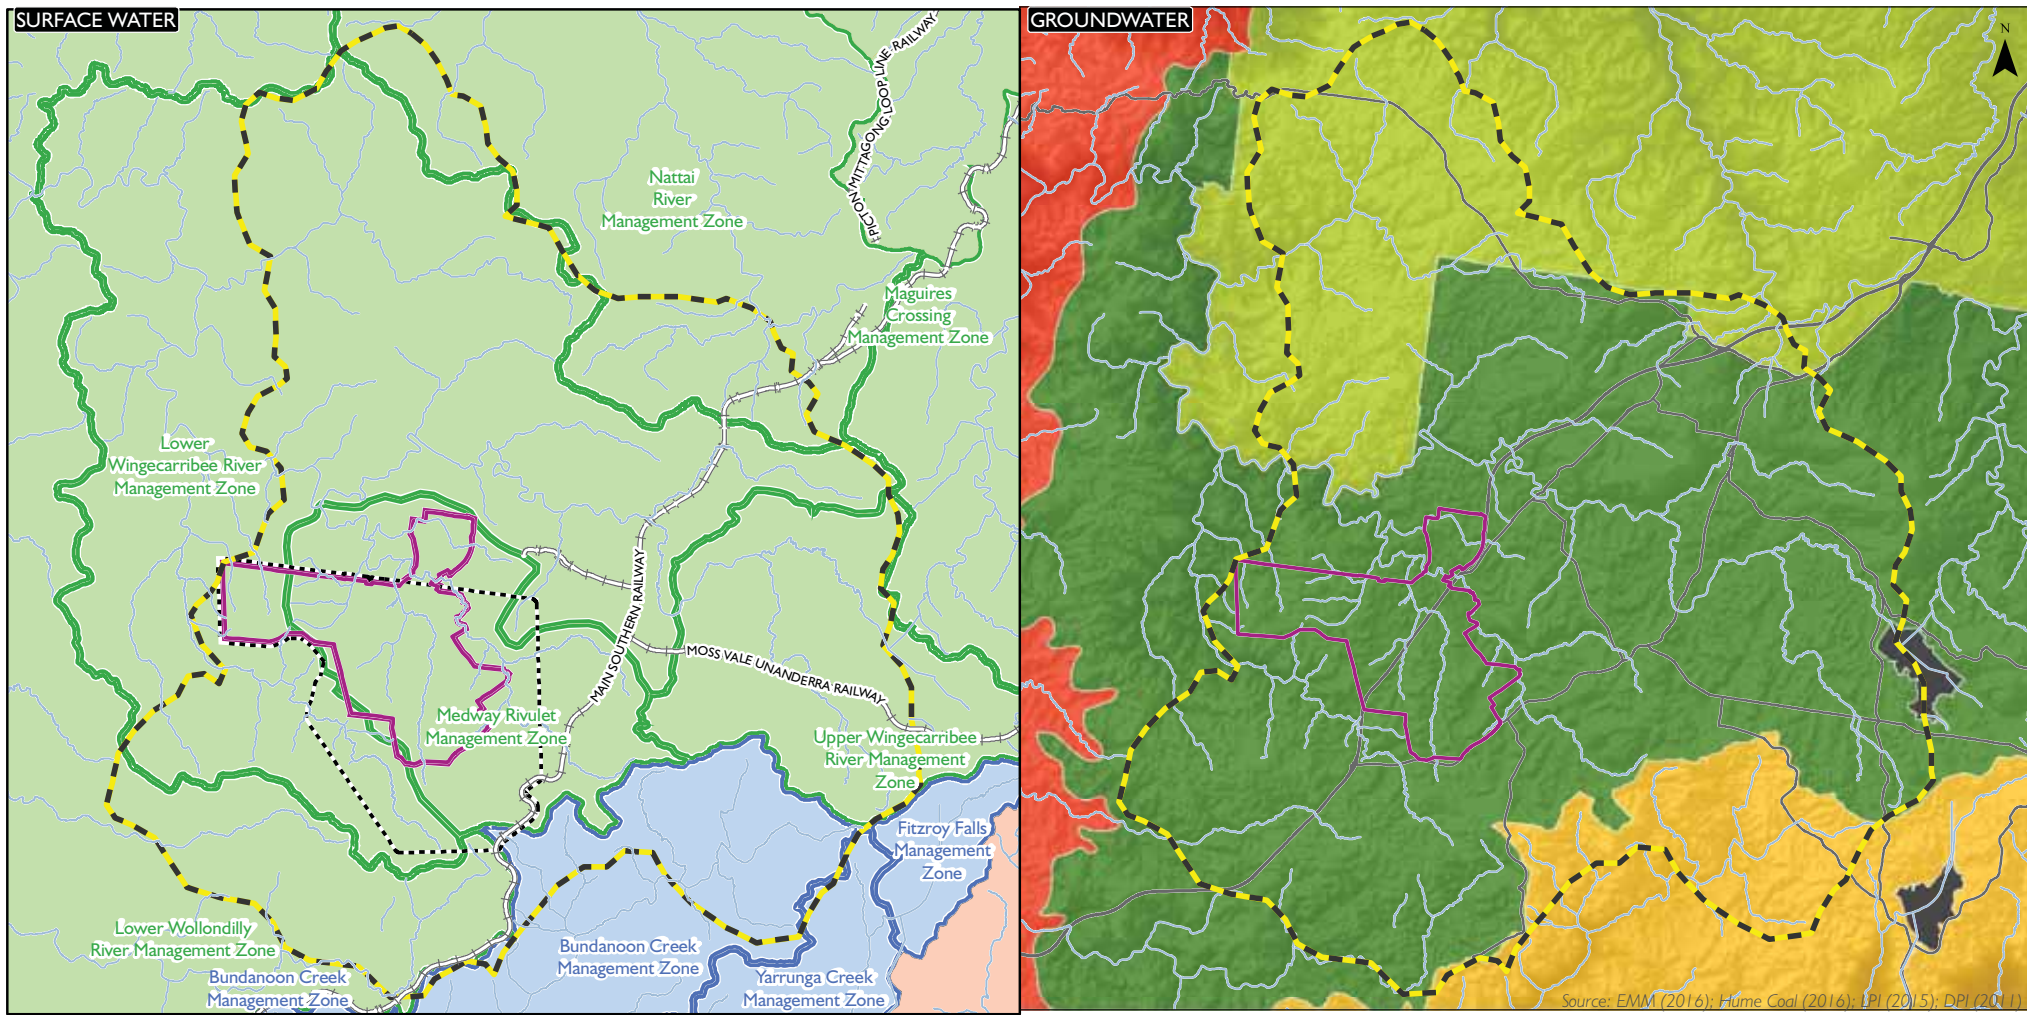 SURFACE WATER
GROUNDWATER
N
PICTON MITTAGONG LOOP LINE RAILWAY
Nattai
River
Management Zone
Maguires
Crossing
Management Zone
Lower
Wingecarribee River
Management Zone
MAIN SOUTHERN RAILWAY
MOSS VALE UNANDERRA RAILWAY
Medway Rivulet
Management Zone
Upper Wingecarribee
River Management
Zone
Fitzroy Falls
Management
Zone
Lower Wollondilly
River Management Zone
Bundanoon Creek
Management Zone
Bundanoon Creek
Management Zone
Yarrunga Creek
Management Zone
Source: EMM (2016); Hume Coal (2016); LPI (2015); DPI (2011)